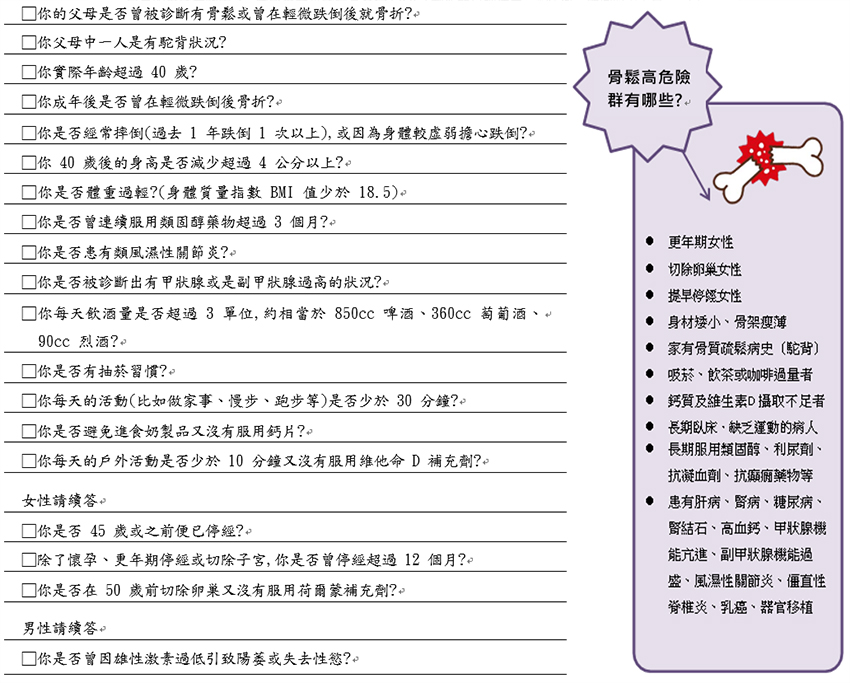 □你的父母是否曾被診斷有骨鬆或曾在輕微跌倒後就骨折?
□你父母中一人是有駝背狀況?
□你實際年齡超過 40 歲?
□你成年後是否曾在輕微跌倒後骨折?
□你是否經常摔倒(過去 1 年跌倒 1 次以上),或因為身體較虛弱擔心跌倒?
□你 40 歲後的身高是否減少超過 4 公分以上?
□你是否體重過輕?(身體質量指數 BMI 值少於 18.5)
□你是否曾連續服用類固醇藥物超過 3 個月?
□你是否患有類風濕性關節炎?
□你是否被診斷出有甲狀腺或是副甲狀腺過高的狀況?
□你每天飲酒量是否超過 3 單位,約相當於 850cc 啤酒、360cc 萄葡酒、
90cc 烈酒?
□你是否有抽菸習慣?
□你每天的活動(比如做家事、慢步、跑步等)是否少於 30 分鐘?
□你是否避免進食奶製品又沒有服用鈣片?
□你每天的戶外活動是否少於 10 分鐘又沒有服用維他命 D 補充劑?
女性請續答
□你是否 45 歲或之前便已停經?
□除了懷孕、更年期停經或切除子宮,你是否曾停經超過 12 個月?
□你是否在 50 歲前切除卵巢又沒有服用荷爾蒙補充劑?
男性請續答
□你是否曾因雄性激素過低引致陽萎或失去性慾?
骨鬆高危險
群有哪些?
● 更年期女性
● 切除卵巢女性
● 提早停經女性
● 身材矮小、骨架瘦薄
● 家有骨質疏鬆病史（駝背）
● 吸菸、飲茶或咖啡過量者
● 鈣質及維生素D攝取不足者
● 長期臥床、缺乏運動的病人
● 長期服用類固醇、利尿劑、
抗凝血劑、抗癲癇藥物等
● 患有肝病、腎病、糖尿病、
腎結石、高血鈣、甲狀腺機
能亢進、副甲狀腺機能過
盛、風濕性關節炎、僵直性
脊椎炎、乳癌、器官移植